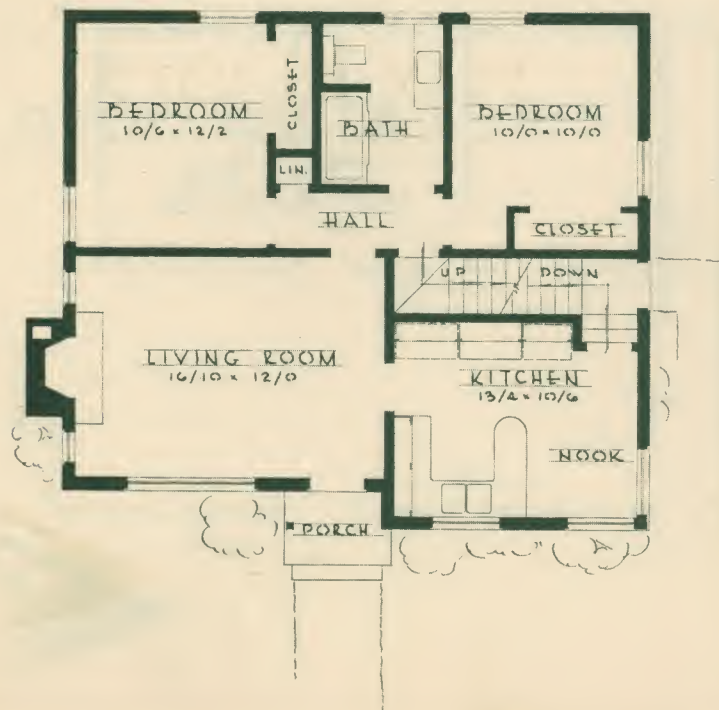 BEDROOM
10/6 x 12/2
CLOSET
LIN.
BATH
BEDROOM
10/0 x 10/0
CLOSET
HALL
UP
DOWN
LIVING ROOM
16/10 x 12/0
KITCHEN
13/4 x 10/6
NOOK
PORCH